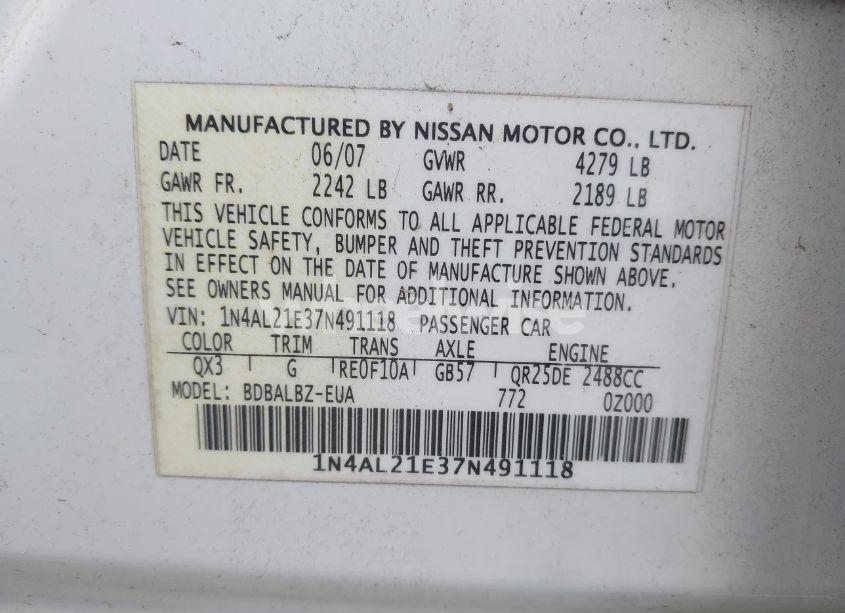 MANUFACTURED BY NISSAN MOTOR CO., LTD.
DATE 06/07 GVWR 4279 LB
GAWR FR. 2242 LB GAWR RR. 2189 LB
THIS VEHICLE CONFORMS TO ALL APPLICABLE FEDERAL MOTOR
VEHICLE SAFETY, BUMPER AND THEFT PREVENTION STANDARDS
IN EFFECT ON THE DATE OF MANUFACTURE SHOWN ABOVE.
SEE OWNERS MANUAL FOR ADDITIONAL INFORMATION.
VIN: 1N4AL21E37N491118 PASSENGER CAR
COLOR TRIM TRANS AXLE ENGINE
QX3 G RE0F10A GB57 QR25DE 2488CC
MODEL: BDBALBZ-EUA 772 0Z000
1N4AL21E37N491118